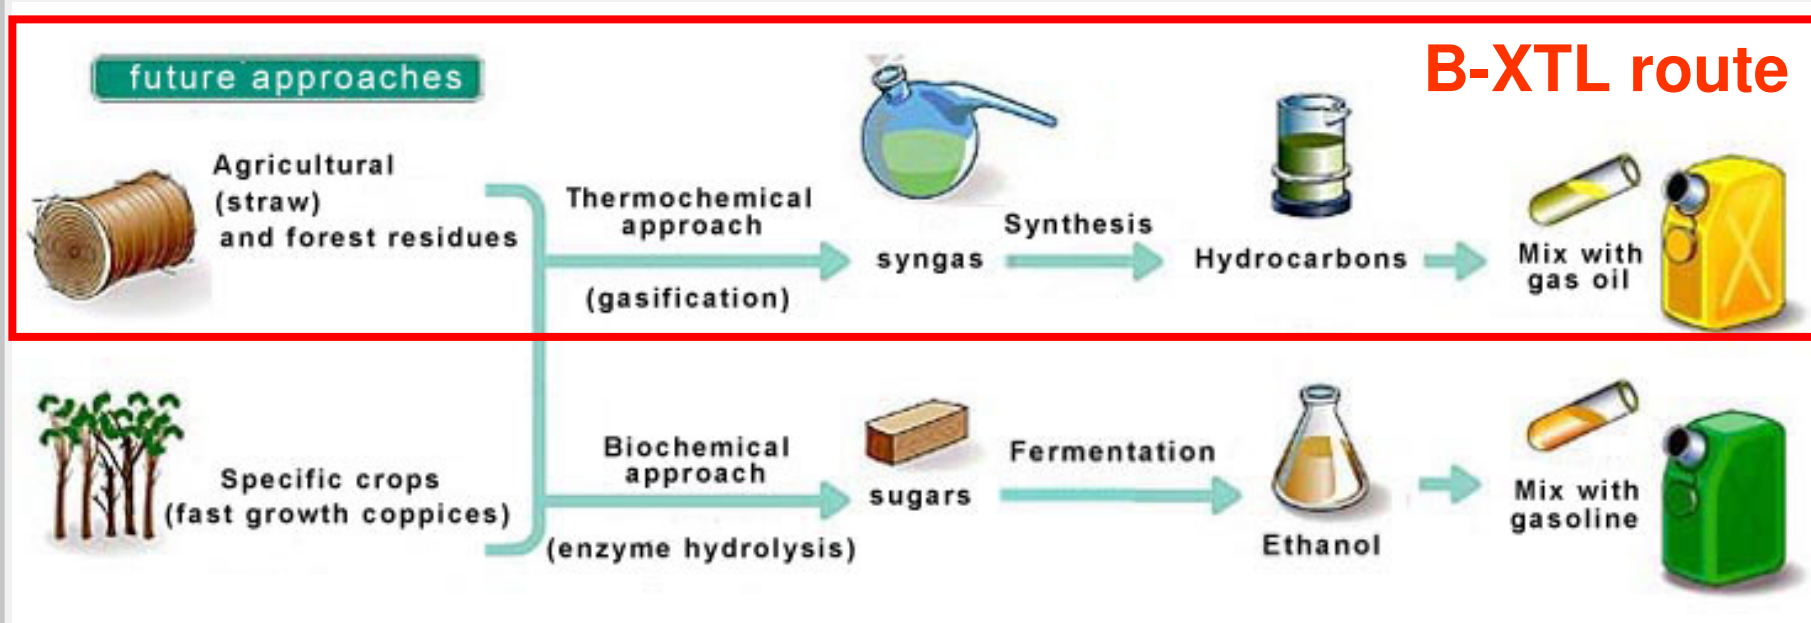 future approaches
B-XTL route
Agricultural
(straw)
and forest residues
Thermochemical
approach
(gasification)
syngas
Synthesis
Hydrocarbons
Mix with
gas oil
Specific crops
(fast growth coppices)
Biochemical
approach
(enzyme hydrolysis)
sugars
Fermentation
Ethanol
Mix with
gasoline